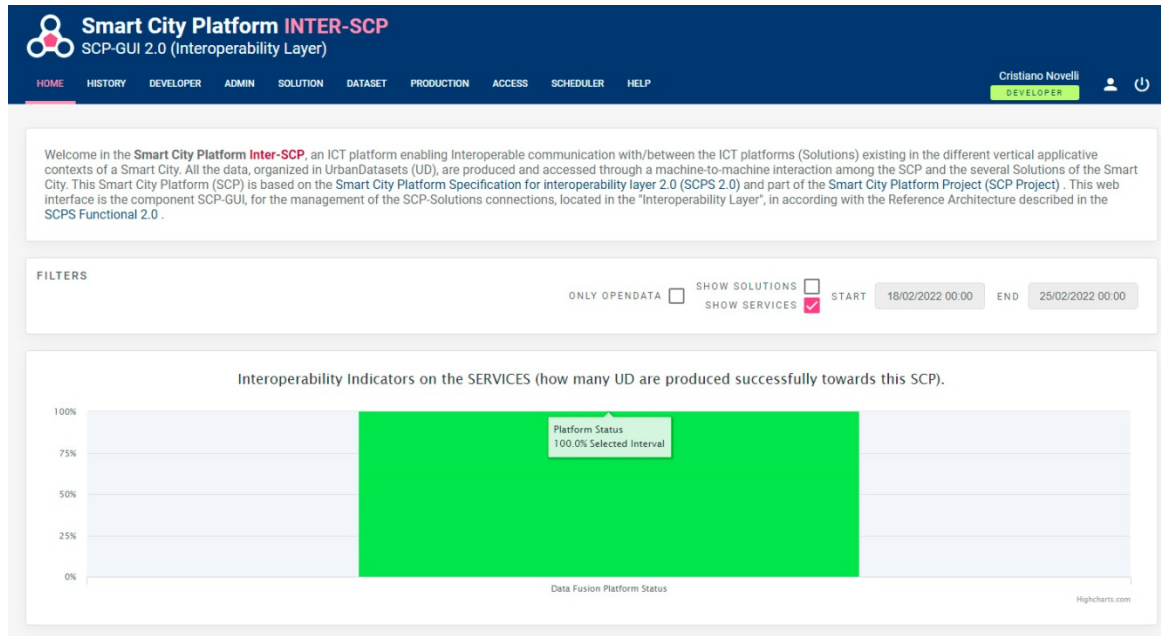 Smart City Platform INTER-SCP
SCP-GUI 2.0 (Interoperability Layer)
HOME HISTORY DEVELOPER ADMIN SOLUTION DATASET PRODUCTION ACCESS SCHEDULER HELP
Cristiano Novelli
DEVELOPER
Welcome in the Smart City Platform Inter-SCP, an ICT platform enabling Interoperable communication with/between the ICT platforms (Solutions) existing in the different vertical applicative
contexts of a Smart City. All the data, organized in UrbanDatasets (UD), are produced and accessed through a machine-to-machine interaction among the SCP and the several Solutions of the Smart
City. This Smart City Platform (SCP) is based on the Smart City Platform Specification for interoperability layer 2.0 (SCPS 2.0) and part of the Smart City Platform Project (SCP Project) . This web
interface is the component SCP-GUI, for the management of the SCP-Solutions connections, located in the "Interoperability Layer", in according with the Reference Architecture described in the
SCPS Functional 2.0 .
FILTERS
ONLY OPENDATA
SHOW SOLUTIONS
SHOW SERVICES
START 18/02/2022 00:00 END 25/02/2022 00:00
Interoperability Indicators on the SERVICES (how many UD are produced successfully towards this SCP).
100%
75%
50%
25%
0%
Platform Status
100.0% Selected Interval
Data Fusion Platform Status
Highcharts.com